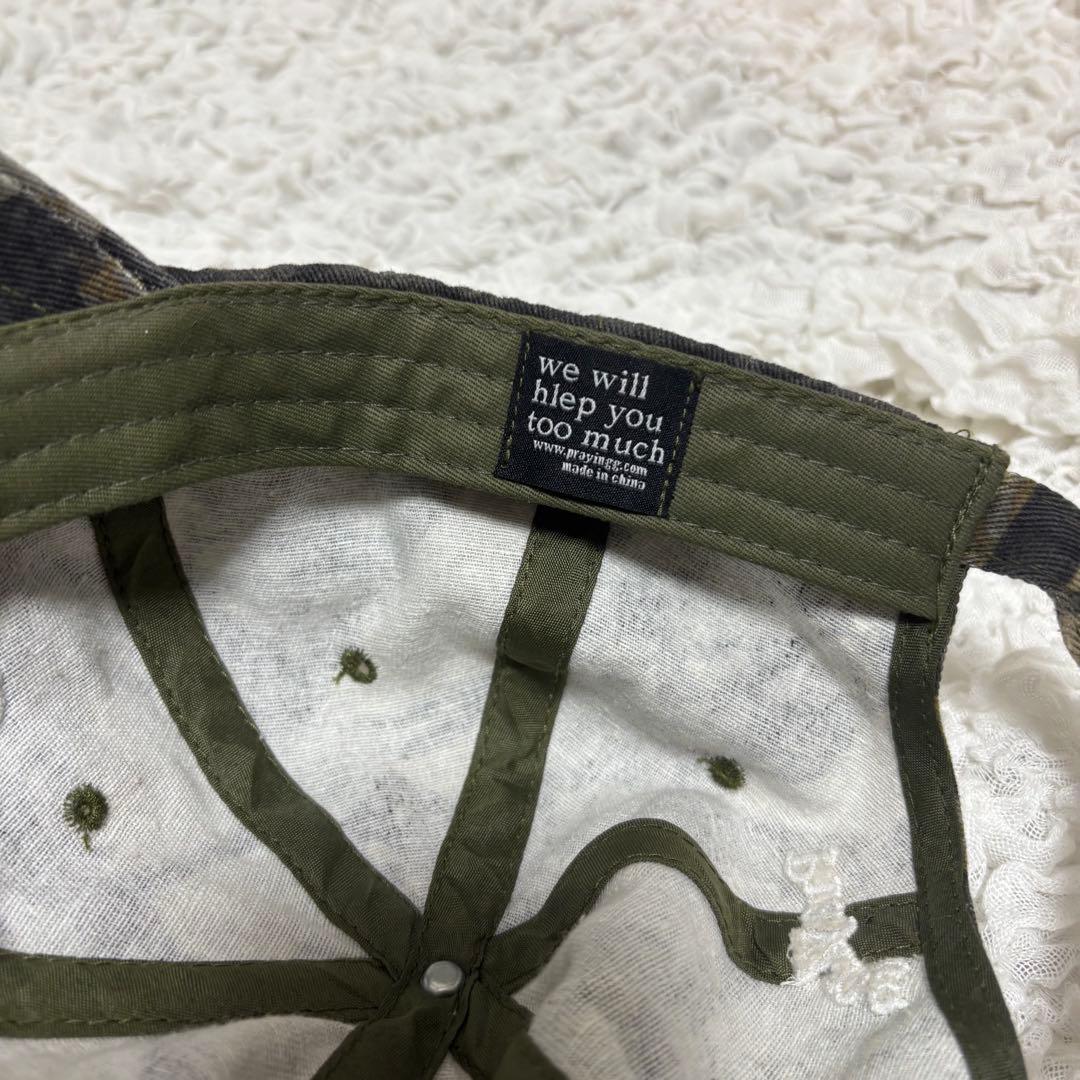 we will
hlep you
too much
www.prayingg.com
made in china